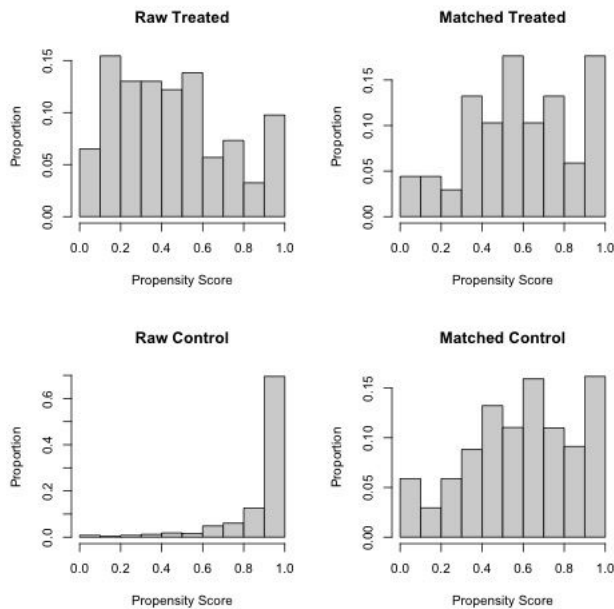 Raw Treated
Proportion
0.00 0.05 0.10 0.15
0.0 0.2 0.4 0.6 0.8 1.0
Propensity Score
Matched Treated
Proportion
0.00 0.05 0.10 0.15
0.0 0.2 0.4 0.6 0.8 1.0
Propensity Score
Raw Control
Proportion
0.0 0.2 0.4 0.6
0.0 0.2 0.4 0.6 0.8 1.0
Propensity Score
Matched Control
Proportion
0.00 0.05 0.10 0.15
0.0 0.2 0.4 0.6 0.8 1.0
Propensity Score